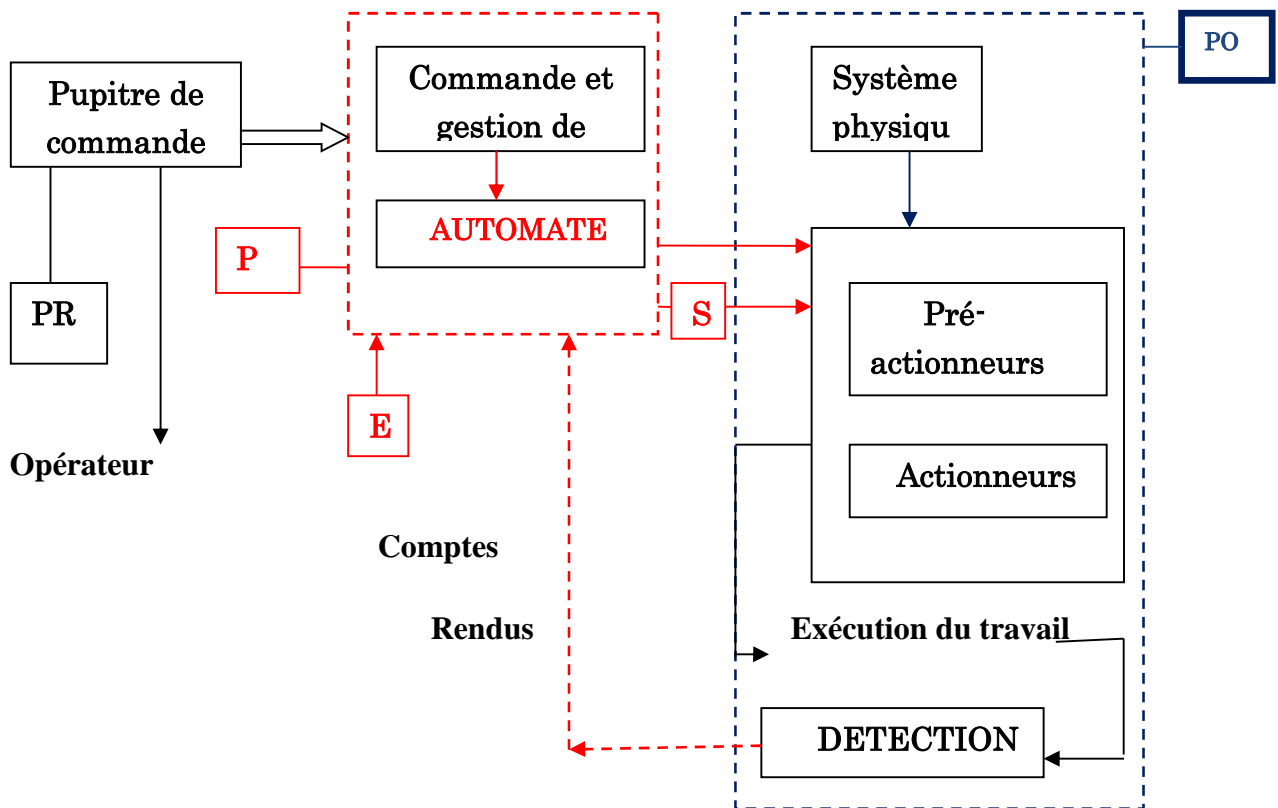 Pupitre de
commande
PR
Opérateur
P
Commande et
gestion de
AUTOMATE
E
S
Comptes
Rendus
PO
Système
physiqu
Pré-
actionneurs
Actionneurs
Exécution du travail
DETECTION